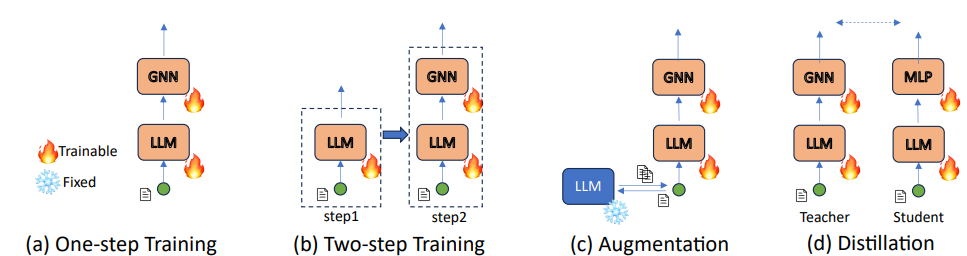 GNN
LLM
Trainable
Fixed
(a) One-step Training
LLM
step1
GNN
LLM
step2
(b) Two-step Training
GNN
LLM
LLM
(c) Augmentation
GNN
LLM
Teacher
MLP
LLM
Student
(d) Distillation